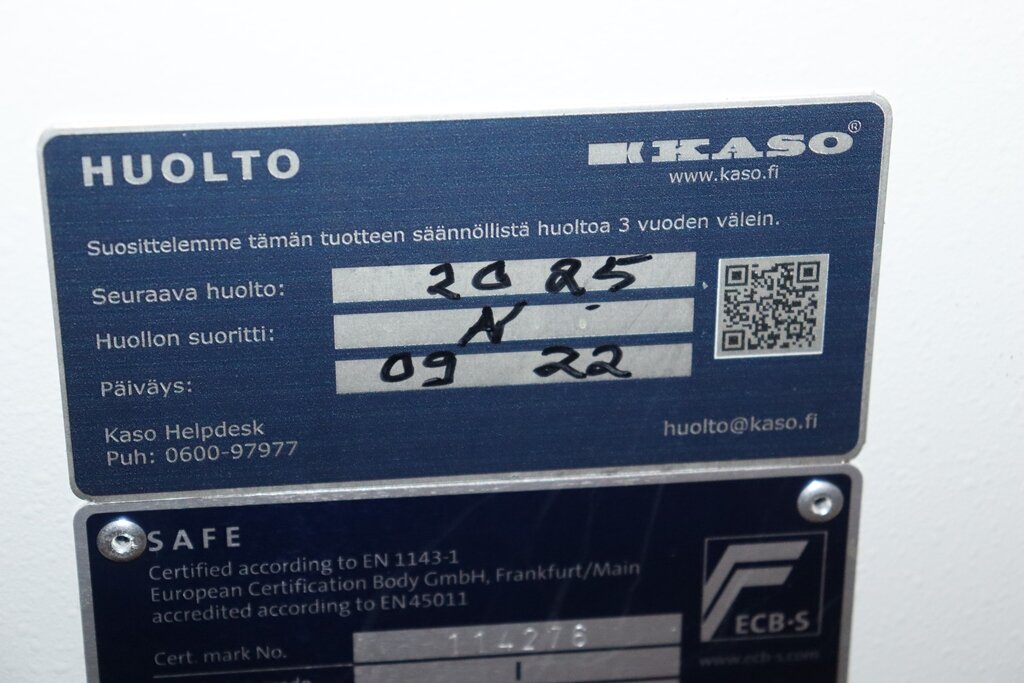 HUOLTO
KASO®
www.kaso.fi
Suosittelemme tämän tuotteen säännöllistä huoltoa 3 vuoden välein.
Seuraava huolto: 2025
Huollon suoritti: N
Päiväys: 09 22
Kaso Helpdesk
Puh: 0600-97977
huolto@kaso.fi
SAFE
Certified according to EN 1143-1
European Certification Body GmbH, Frankfurt/Main
accredited according to EN 45011
ECB·S
www.ecb-s.com
Cert. mark No. 114276
I